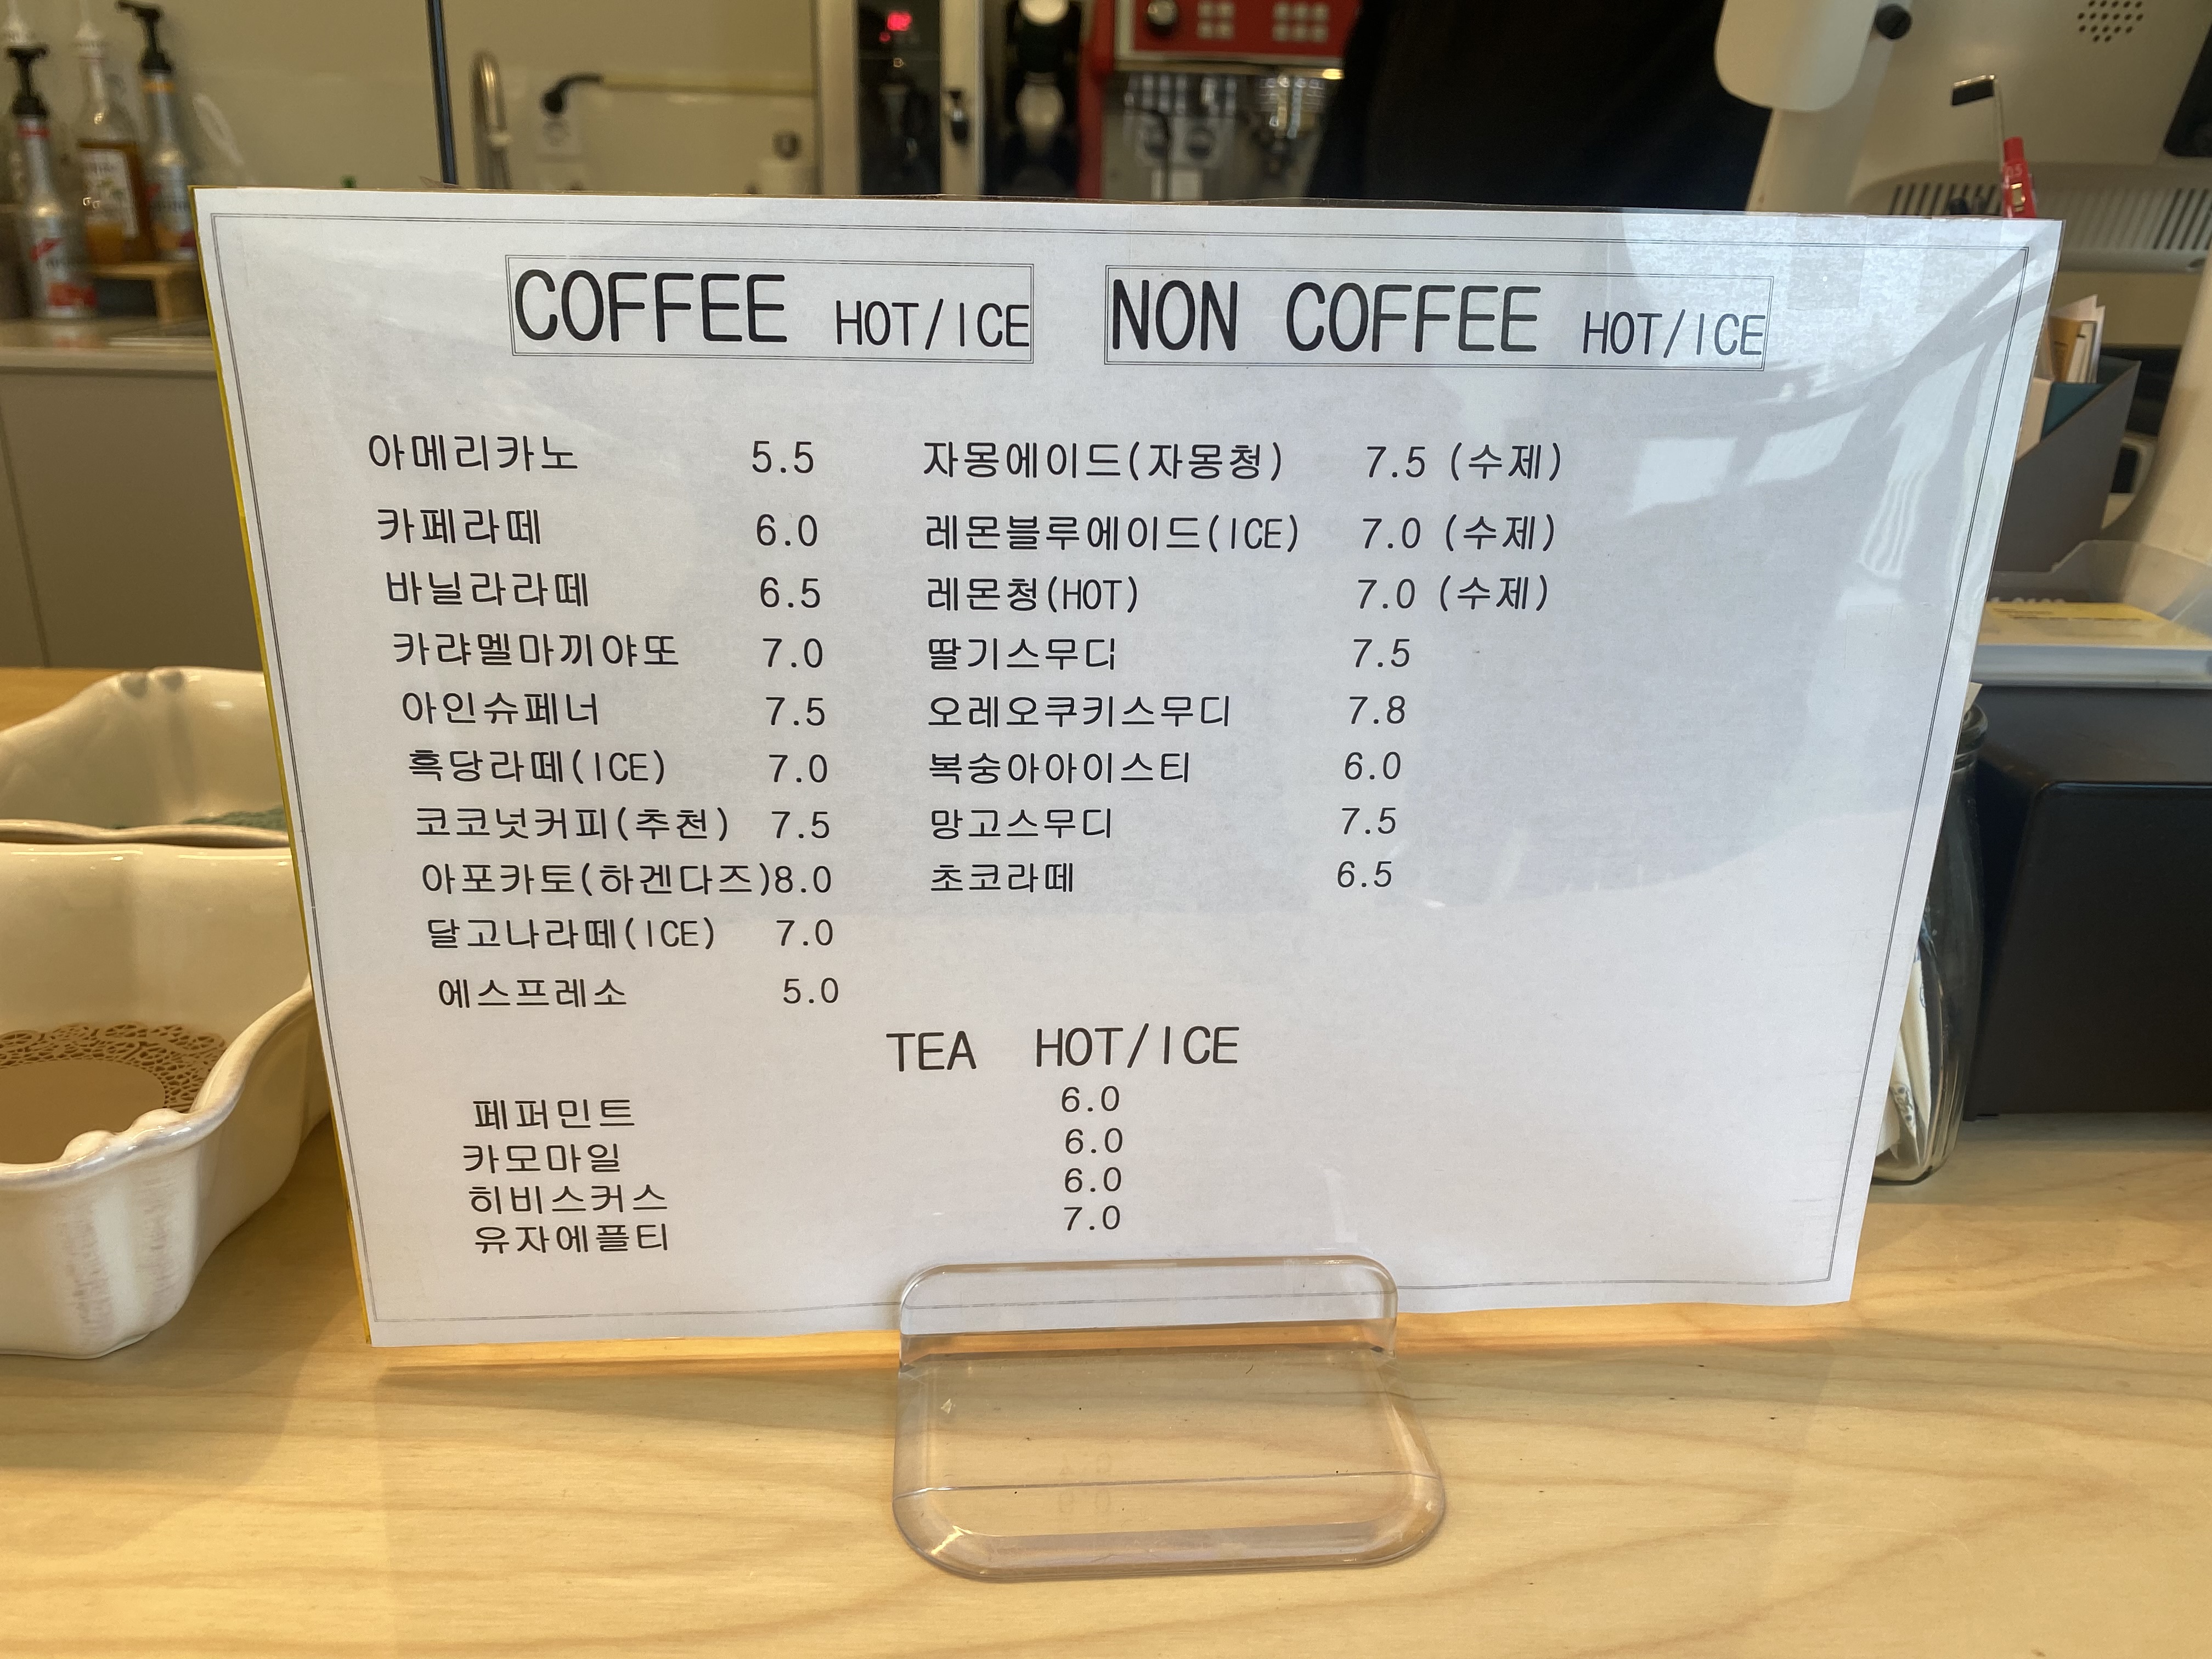 COFFEE HOT/ICE
아메리카노 5.5
카페라떼 6.0
바닐라라떼 6.5
카랴멜마끼야또 7.0
아인슈페너 7.5
흑당라떼(ICE) 7.0
코코넛커피(추천) 7.5
아포카토(하겐다즈)8.0
달고나라떼(ICE) 7.0
에스프레소 5.0
NON COFFEE HOT/ICE
자몽에이드(자몽청) 7.5 (수제)
레몬블루에이드(ICE) 7.0 (수제)
레몬청(HOT) 7.0 (수제)
딸기스무디 7.5
오레오쿠키스무디 7.8
복숭아아이스티 6.0
망고스무디 7.5
초코라떼 6.5
TEA HOT/ICE
페퍼민트 6.0
카모마일 6.0
히비스커스 6.0
유자에플티 7.0